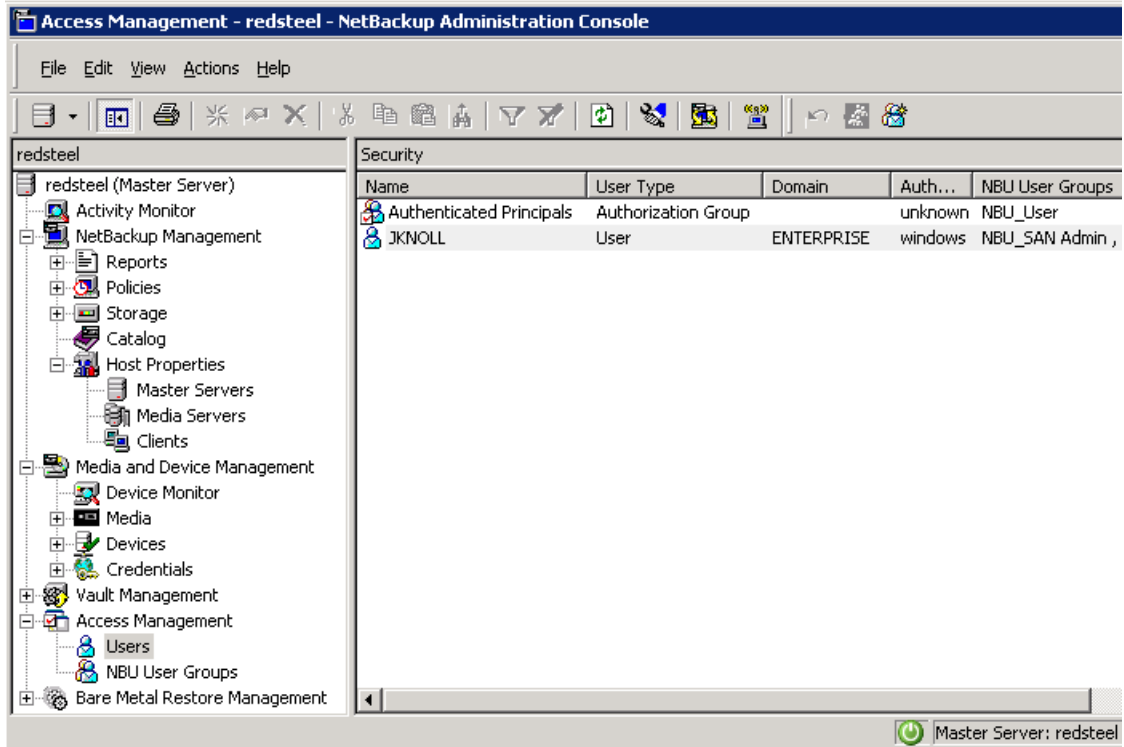 Access Management - redsteel - NetBackup Administration Console
File Edit View Actions Help
redsteel
Security
Name User Type Domain Auth... NBU User Groups
Authenticated Principals Authorization Group unknown NBU_User
JKNOLL User ENTERPRISE windows NBU_SAN Admin ,
redsteel (Master Server)
Activity Monitor
NetBackup Management
Reports
Policies
Storage
Catalog
Host Properties
Master Servers
Media Servers
Clients
Media and Device Management
Device Monitor
Media
Devices
Credentials
Vault Management
Access Management
Users
NBU User Groups
Bare Metal Restore Management
Master Server: redsteel